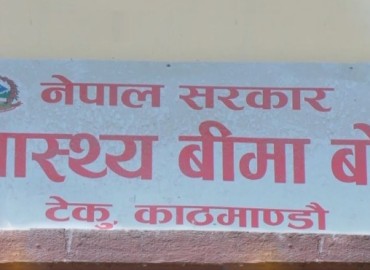 नेपाल सरकार
स्वास्थ्य बीमा बो
टेकु, काठमाण्डौ